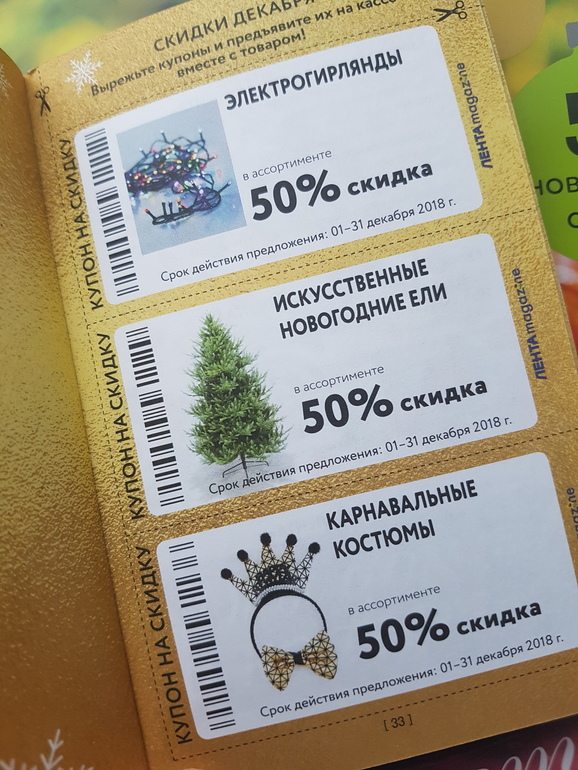 СКИДКИ ДЕКАБРЯ
Вырежьте купоны и предъявите их на кассе
вместе с товаром!
КУПОН НА СКИДКУ
ЭЛЕКТРОГИРЛЯНДЫ
в ассортименте
50% скидка
Срок действия предложения: 01–31 декабря 2018 г.
ЛЕНТА magazine
КУПОН НА СКИДКУ
ИСКУССТВЕННЫЕ
НОВОГОДНИЕ ЕЛИ
в ассортименте
50% скидка
Срок действия предложения: 01–31 декабря 2018 г.
ЛЕНТА magazine
КУПОН НА СКИДКУ
КАРНАВАЛЬНЫЕ
КОСТЮМЫ
в ассортименте
50% скидка
Срок действия предложения: 01–31 декабря 2018 г.
[ 33 ]